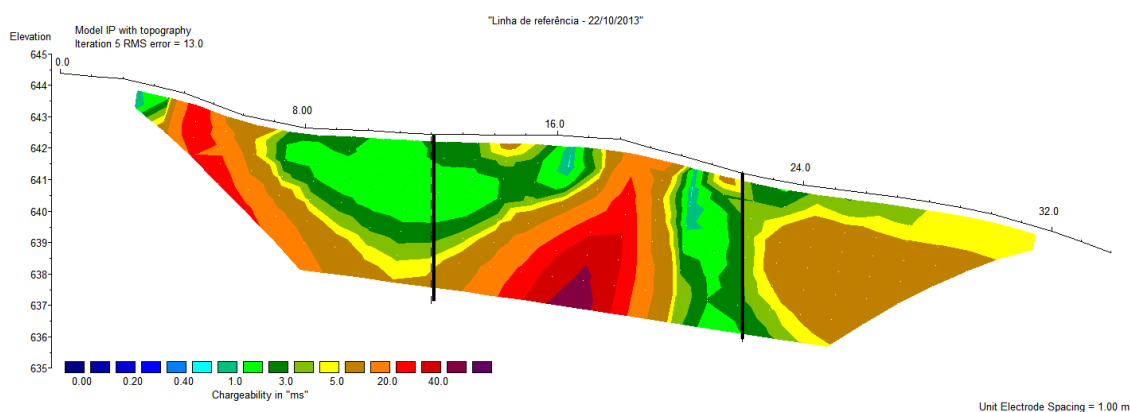 "Linha de referência - 22/10/2013"
Model IP with topography
Elevation
Iteration 5 RMS error = 13.0
645
0.0
644
643
8.00
16.0
642
641
24.0
640
32.0
639
638
637
636
635
0.00 0.20 0.40 1.0 3.0 5.0 20.0 40.0
Chargeability in "ms"
Unit Electrode Spacing = 1.00 m